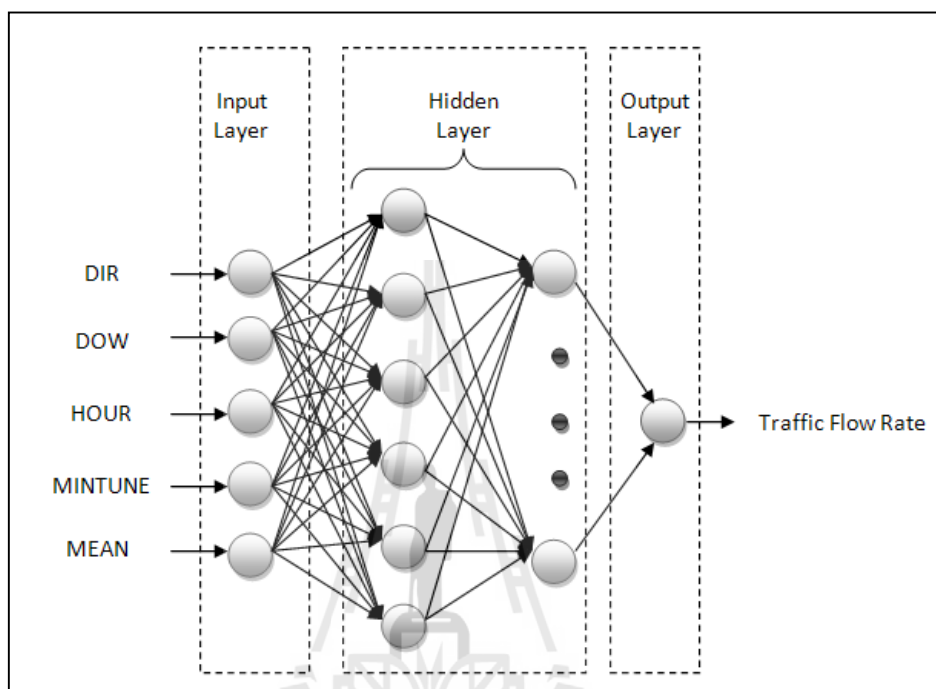 Input
Layer
Hidden
Layer
Output
Layer
DIR
DOW
HOUR
MINTUNE
MEAN
Traffic Flow Rate